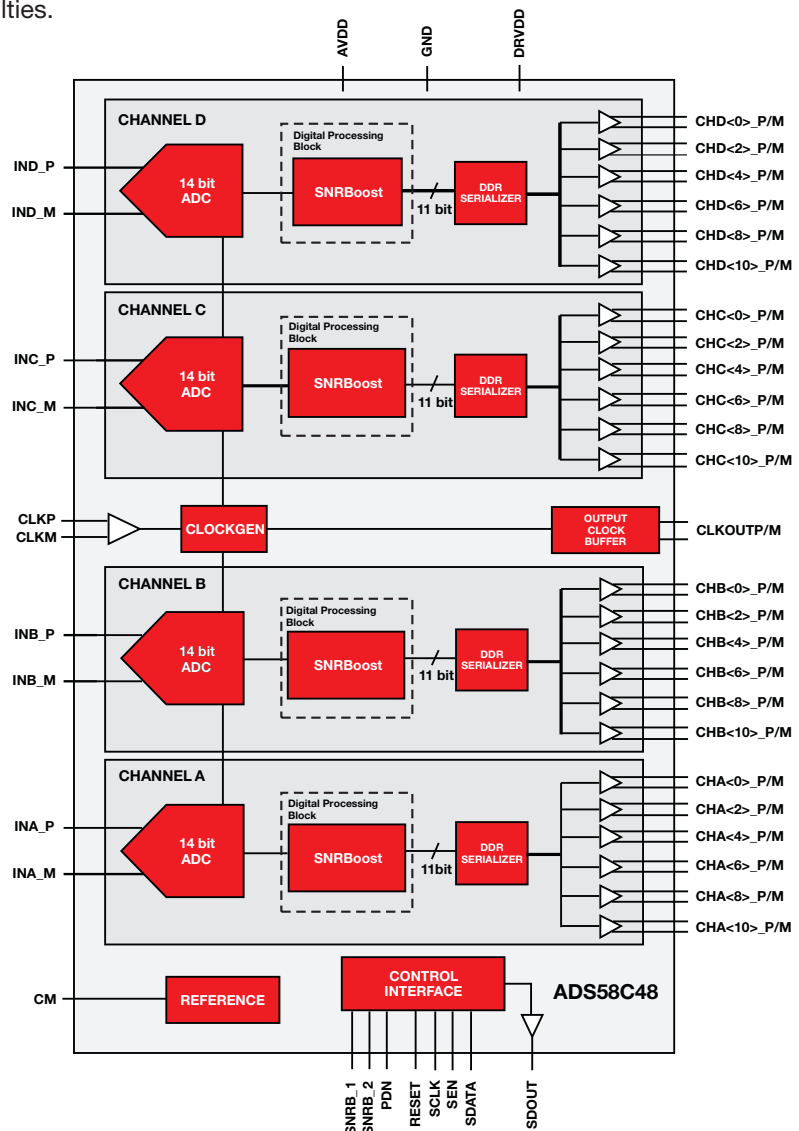 lties.
AVDD
GND
DRVDD
CHANNEL D
IND_P
IND_M
14 bit
ADC
Digital Processing
Block
SNRBoost
11 bit
DDR
SERIALIZER
CHD<0>_P/M
CHD<2>_P/M
CHD<4>_P/M
CHD<6>_P/M
CHD<8>_P/M
CHD<10>_P/M
CHANNEL C
INC_P
INC_M
14 bit
ADC
Digital Processing
Block
SNRBoost
11 bit
DDR
SERIALIZER
CHC<0>_P/M
CHC<2>_P/M
CHC<4>_P/M
CHC<6>_P/M
CHC<8>_P/M
CHC<10>_P/M
CLKP
CLKM
CLOCKGEN
OUTPUT
CLOCK
BUFFER
CLKOUTP/M
CHANNEL B
INB_P
INB_M
14 bit
ADC
Digital Processing
Block
SNRBoost
11 bit
DDR
SERIALIZER
CHB<0>_P/M
CHB<2>_P/M
CHB<4>_P/M
CHB<6>_P/M
CHB<8>_P/M
CHB<10>_P/M
CHANNEL A
INA_P
INA_M
14 bit
ADC
Digital Processing
Block
SNRBoost
11bit
DDR
SERIALIZER
CHA<0>_P/M
CHA<2>_P/M
CHA<4>_P/M
CHA<6>_P/M
CHA<8>_P/M
CHA<10>_P/M
CM
REFERENCE
CONTROL
INTERFACE
ADS58C48
SNRB_1
SNRB_2
PDN
RESET
SCLK
SEN
SDATA
SDOUT